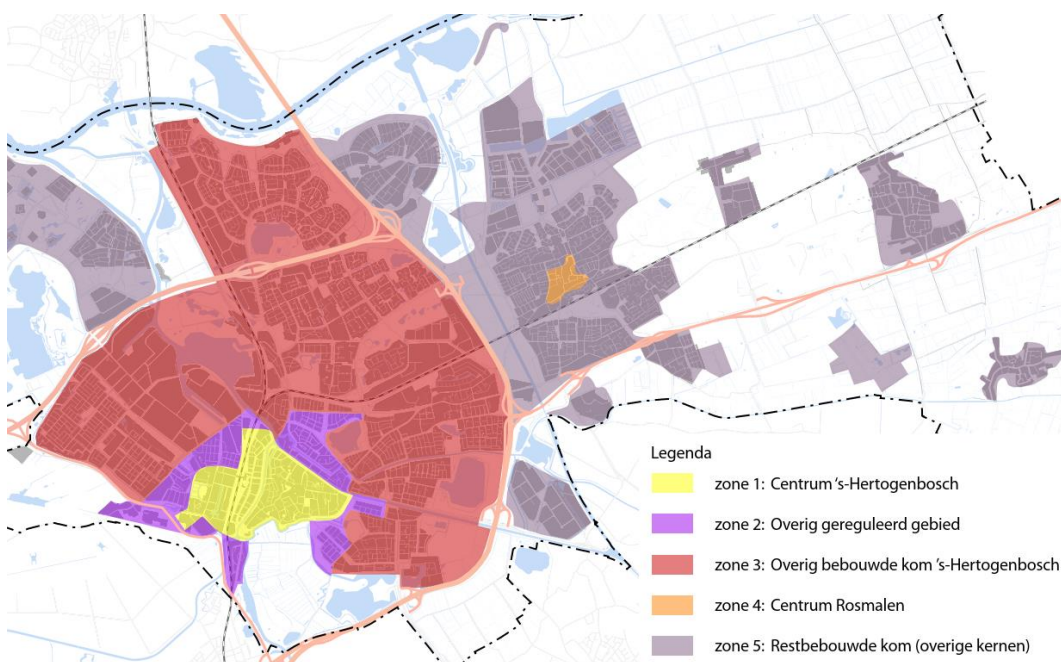 Legenda
zone 1: Centrum 's-Hertogenbosch
zone 2: Overig gereguleerd gebied
zone 3: Overig bebouwde kom 's-Hertogenbosch
zone 4: Centrum Rosmalen
zone 5: Restbebouwde kom (overige kernen)